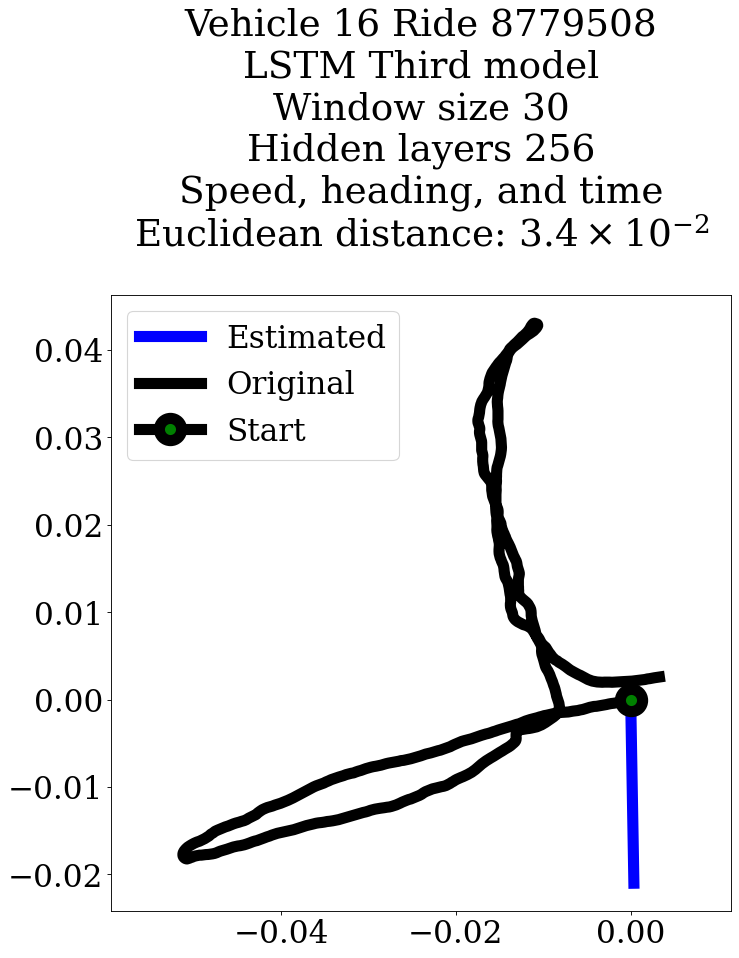 Vehicle 16 Ride 8779508
LSTM Third model
Window size 30
Hidden layers 256
Speed, heading, and time
Euclidean distance: 3.4 × 10⁻²
Estimated
Original
Start
0.04
0.03
0.02
0.01
0.00
−0.01
−0.02
−0.04
−0.02
0.00